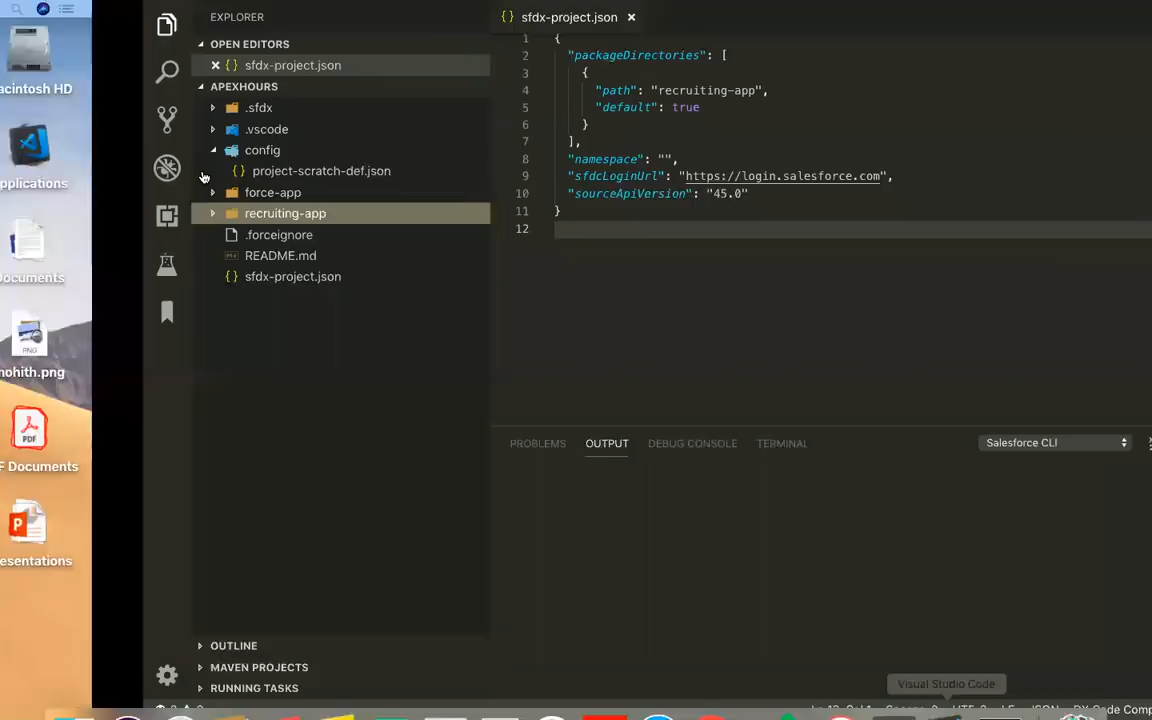 EXPLORER
OPEN EDITORS
{ } sfdx-project.json
APEXHOURS
.sfdx
.vscode
config
{ } project-scratch-def.json
force-app
recruiting-app
.forceignore
README.md
{ } sfdx-project.json
OUTLINE
MAVEN PROJECTS
RUNNING TASKS
{ } sfdx-project.json
1 {
2 "packageDirectories": [
3 {
4 "path": "recruiting-app",
5 "default": true
6 }
7 ],
8 "namespace": "",
9 "sfdcLoginUrl": "https://login.salesforce.com",
10 "sourceApiVersion": "45.0"
11 }
12
PROBLEMS OUTPUT DEBUG CONSOLE TERMINAL Salesforce CLI
Visual Studio Code
acintosh HD
pplications
ocuments
PNG
mohith.png
PDF
F Documents
P
esentations